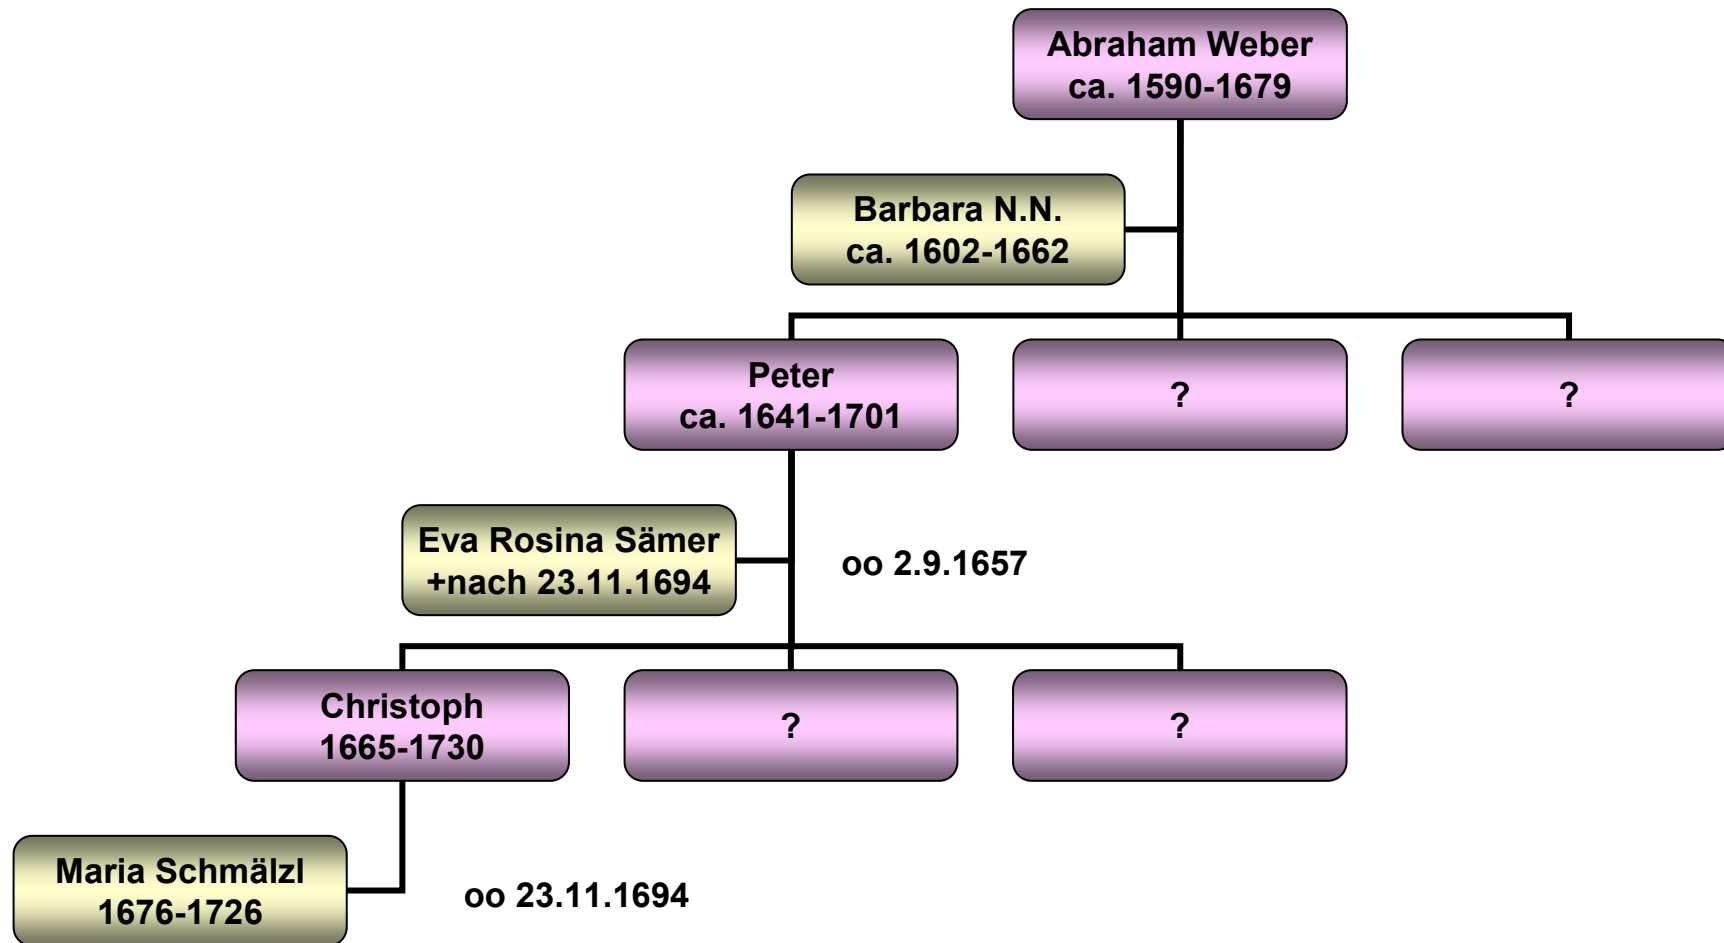 Abraham Weber
ca. 1590-1679
Barbara N.N.
ca. 1602-1662
Peter
ca. 1641-1701
?
?
Eva Rosina Sämer
+nach 23.11.1694
oo 2.9.1657
Christoph
1665-1730
?
?
Maria Schmälzl
1676-1726
oo 23.11.1694